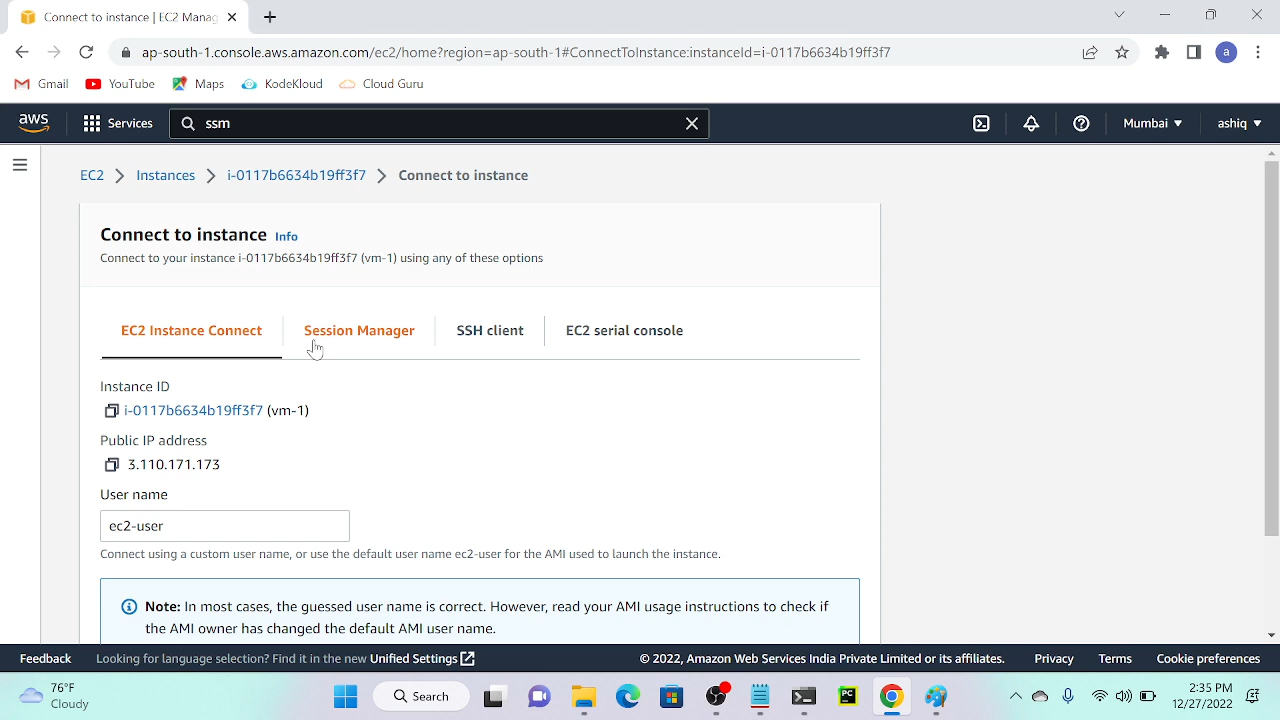 Connect to instance | EC2 Manag
ap-south-1.console.aws.amazon.com/ec2/home?region=ap-south-1#ConnectToInstance:instanceId=i-0117b6634b19ff3f7
a
Gmail
YouTube
Maps
KodeKloud
Cloud Guru
aws
Services
ssm
Mumbai
ashiq
EC2 > Instances > i-0117b6634b19ff3f7 > Connect to instance
Connect to instance Info
Connect to your instance i-0117b6634b19ff3f7 (vm-1) using any of these options
EC2 Instance Connect
Session Manager
SSH client
EC2 serial console
Instance ID
i-0117b6634b19ff3f7 (vm-1)
Public IP address
3.110.171.173
User name
ec2-user
Connect using a custom user name, or use the default user name ec2-user for the AMI used to launch the instance.
Note: In most cases, the guessed user name is correct. However, read your AMI usage instructions to check if
the AMI owner has changed the default AMI user name.
Feedback
Looking for language selection? Find it in the new Unified Settings
© 2022, Amazon Web Services India Private Limited or its affiliates.
Privacy
Terms
Cookie preferences
76°F
Cloudy
Search
PC
2:35 PM
12/27/2022